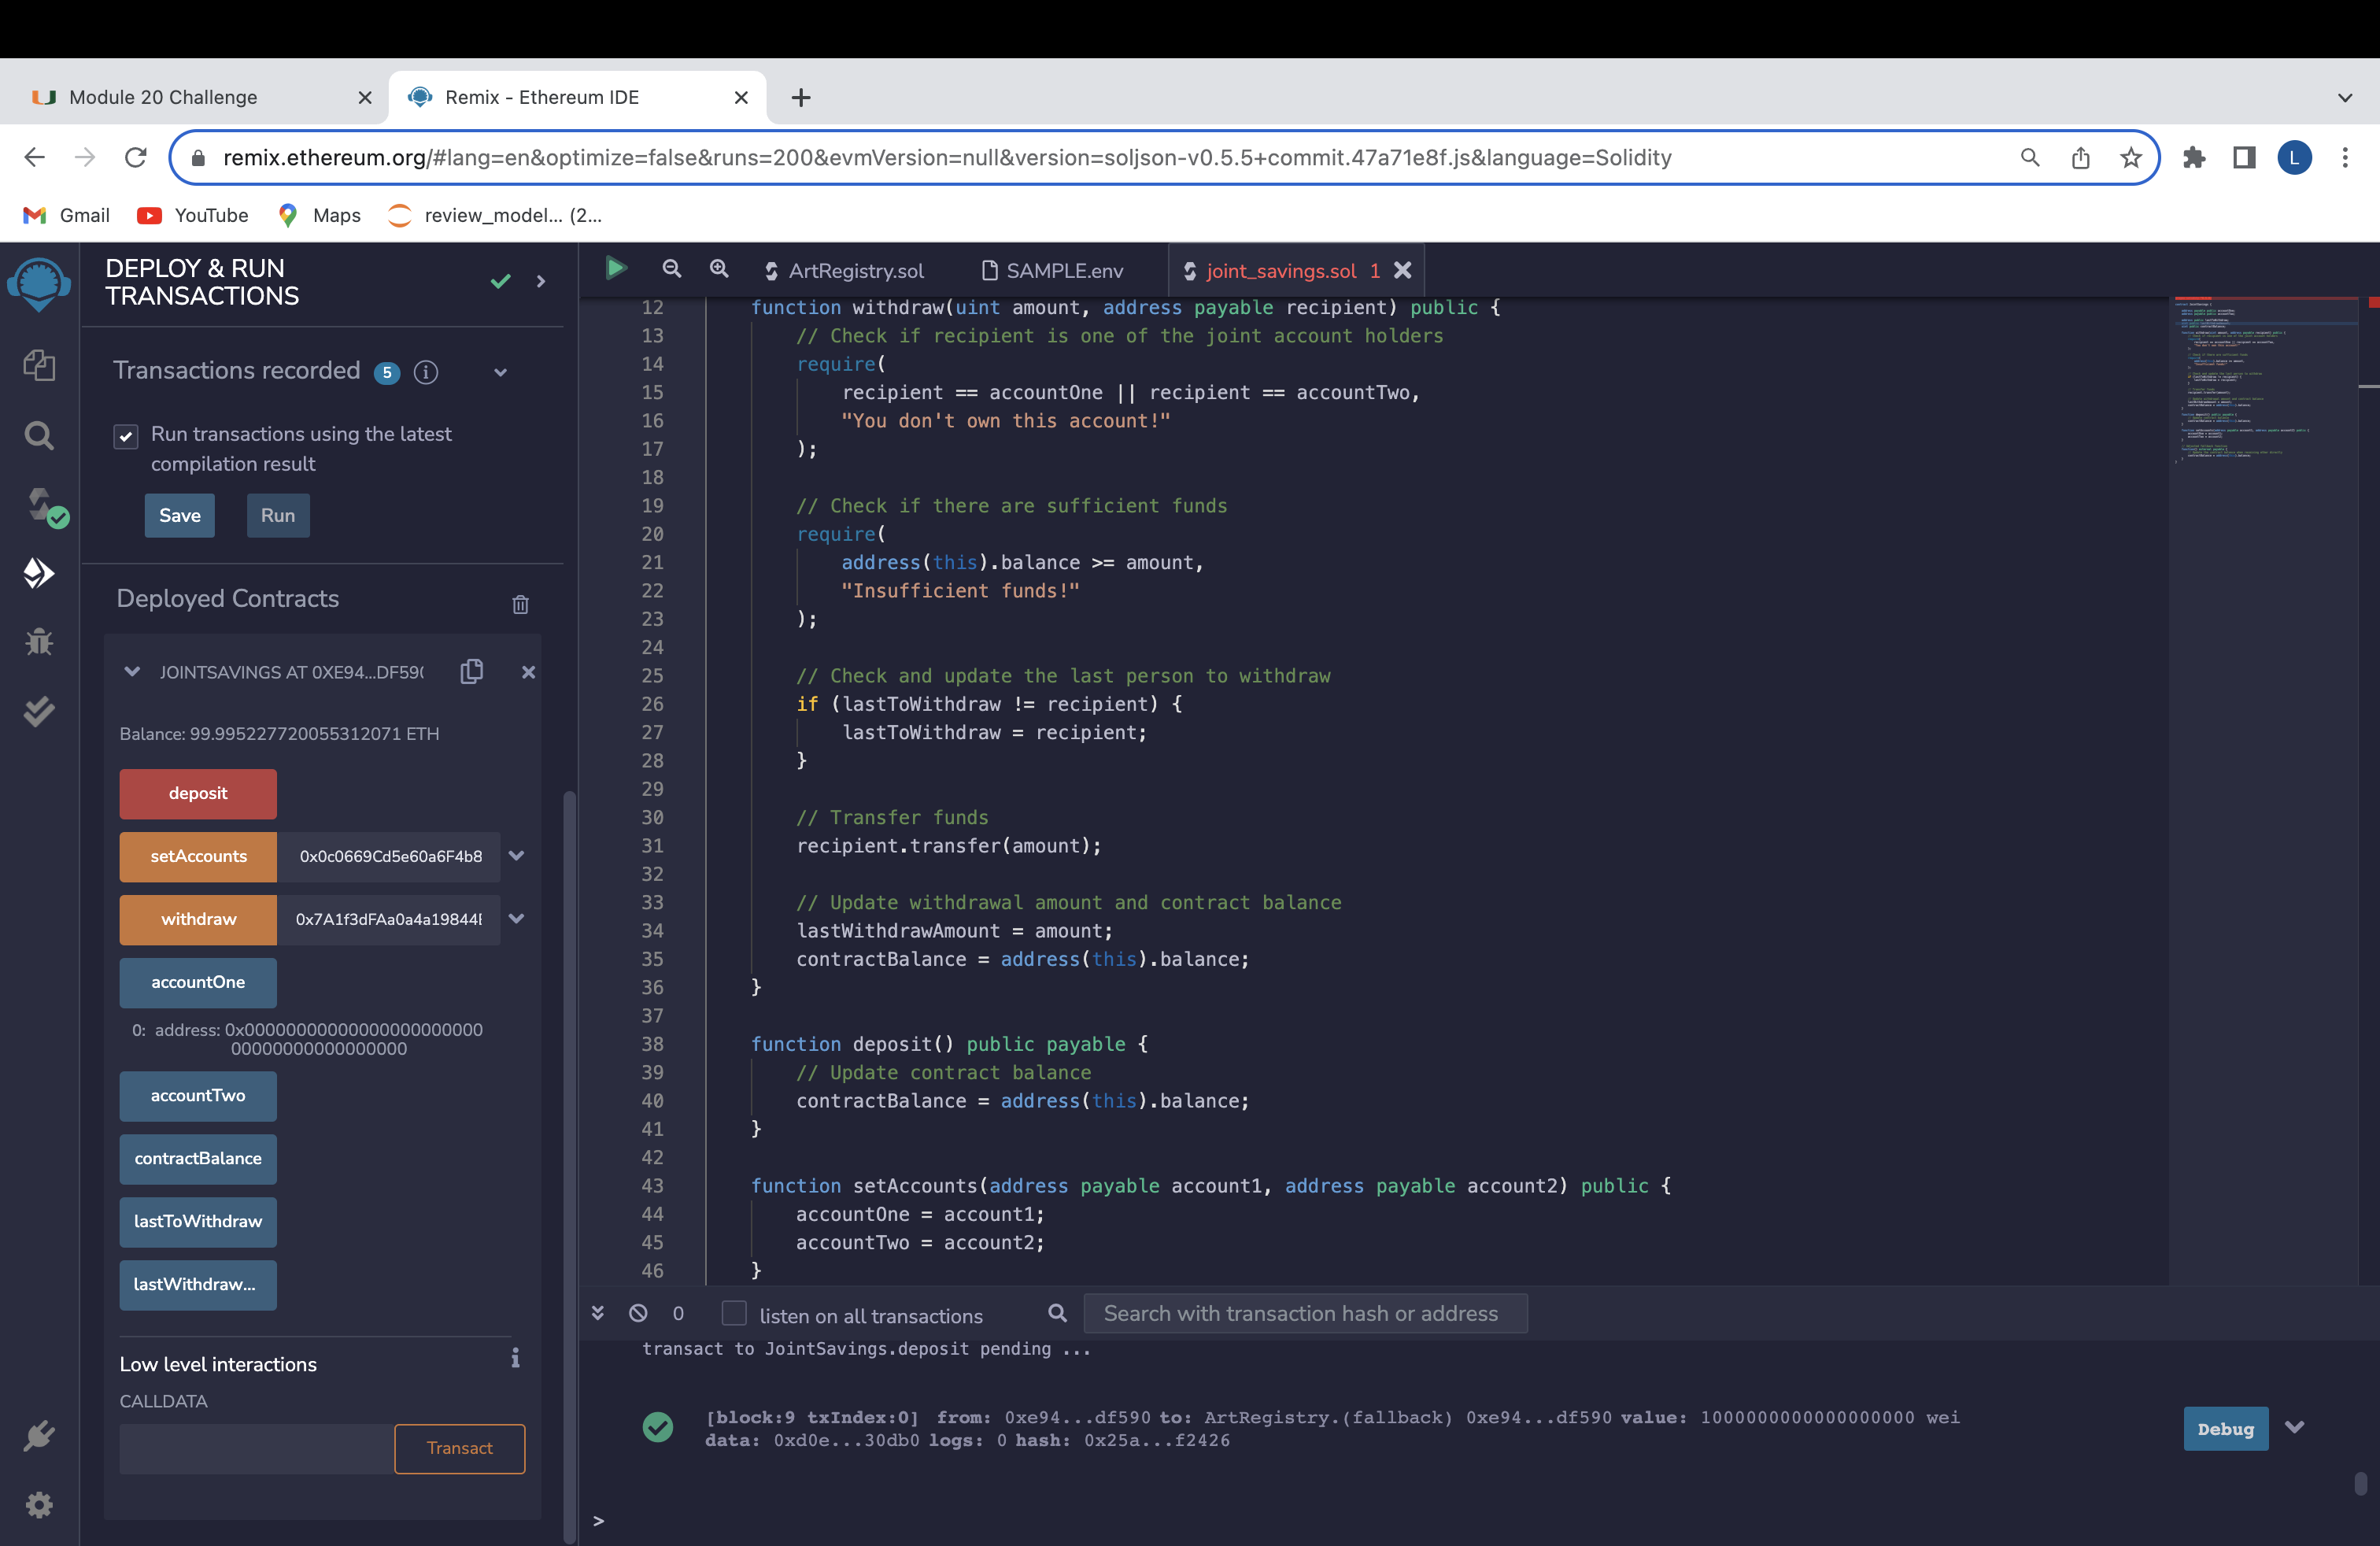 Module 20 Challenge
Remix - Ethereum IDE
remix.ethereum.org/#lang=en&optimize=false&runs=200&evmVersion=null&version=soljson-v0.5.5+commit.47a71e8f.js&language=Solidity
L
Gmail
YouTube
Maps
review_model... (2...
DEPLOY & RUN
TRANSACTIONS
Transactions recorded 5 i
Run transactions using the latest
compilation result
Save
Run
Deployed Contracts
JOINTSAVINGS AT 0XE94...DF590
Balance: 99.995227720055312071 ETH
deposit
setAccounts 0x0c0669Cd5e60a6F4b8
withdraw 0x7A1f3dFAa0a4a19844
accountOne
0: address: 0x00000000000000000000000
00000000000000000
accountTwo
contractBalance
lastToWithdraw
lastWithdraw...
Low level interactions
i
CALLDATA
Transact
ArtRegistry.sol
SAMPLE.env
joint_savings.sol 1
12 function withdraw(uint amount, address payable recipient) public {
13 // Check if recipient is one of the joint account holders
14 require(
15 recipient == accountOne || recipient == accountTwo,
16 "You don't own this account!"
17 );
18
19 // Check if there are sufficient funds
20 require(
21 address(this).balance >= amount,
22 "Insufficient funds!"
23 );
24
25 // Check and update the last person to withdraw
26 if (lastToWithdraw != recipient) {
27 lastToWithdraw = recipient;
28 }
29
30 // Transfer funds
31 recipient.transfer(amount);
32
33 // Update withdrawal amount and contract balance
34 lastWithdrawAmount = amount;
35 contractBalance = address(this).balance;
36 }
37
38 function deposit() public payable {
39 // Update contract balance
40 contractBalance = address(this).balance;
41 }
42
43 function setAccounts(address payable account1, address payable account2) public {
44 accountOne = account1;
45 accountTwo = account2;
46 }
0
listen on all transactions
Search with transaction hash or address
transact to JointSavings.deposit pending ...
[block:9 txIndex:0] from: 0xe94...df590 to: ArtRegistry.(fallback) 0xe94...df590 value: 1000000000000000000 wei
data: 0xd0e...30db0 logs: 0 hash: 0x25a...f2426
Debug
>